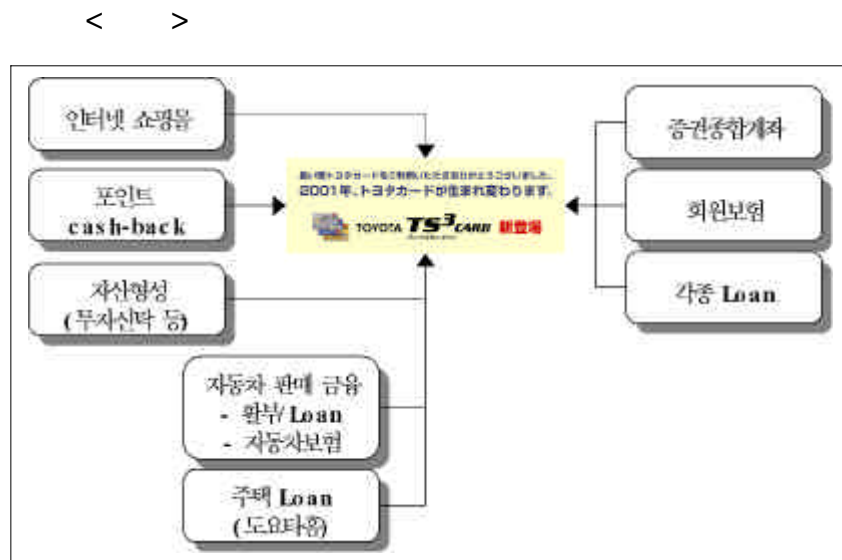 < >
인터넷 쇼핑몰
포인트
cash-back
자산형성
(투자신탁 등)
자동차 판매 금융
- 할부/Loan
- 자동차보험
주택 Loan
(도요타홈)
2001年、トヨタカードが生まれ変わります。
TOYOTA TS³ CARD 新登場
증권종합계좌
회원보험
각종 Loan